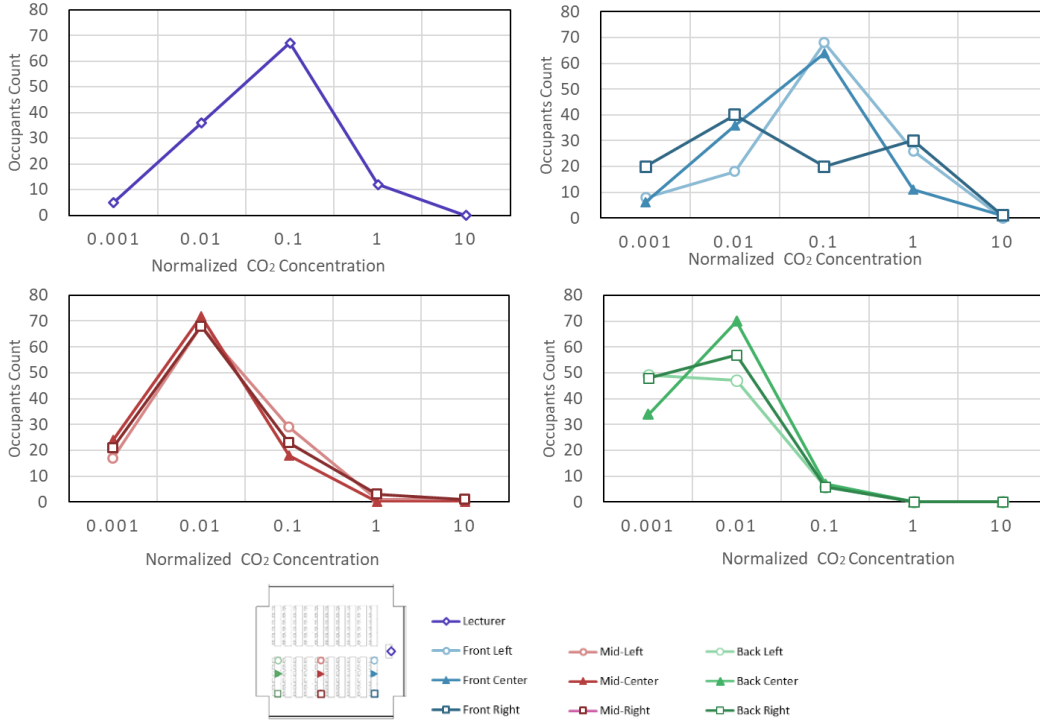 80
70
60
50
40
30
20
10
0
Occupants Count
0.001 0.01 0.1 1 10
Normalized CO₂ Concentration
80
70
60
50
40
30
20
10
0
Occupants Count
0.001 0.01 0.1 1 10
Normalized CO₂ Concentration
80
70
60
50
40
30
20
10
0
Occupants Count
0.001 0.01 0.1 1 10
Normalized CO₂ Concentration
80
70
60
50
40
30
20
10
0
Occupants Count
0.001 0.01 0.1 1 10
Normalized CO₂ Concentration
Lecturer
Front Left Mid-Left Back Left
Front Center Mid-Center Back Center
Front Right Mid-Right Back Right